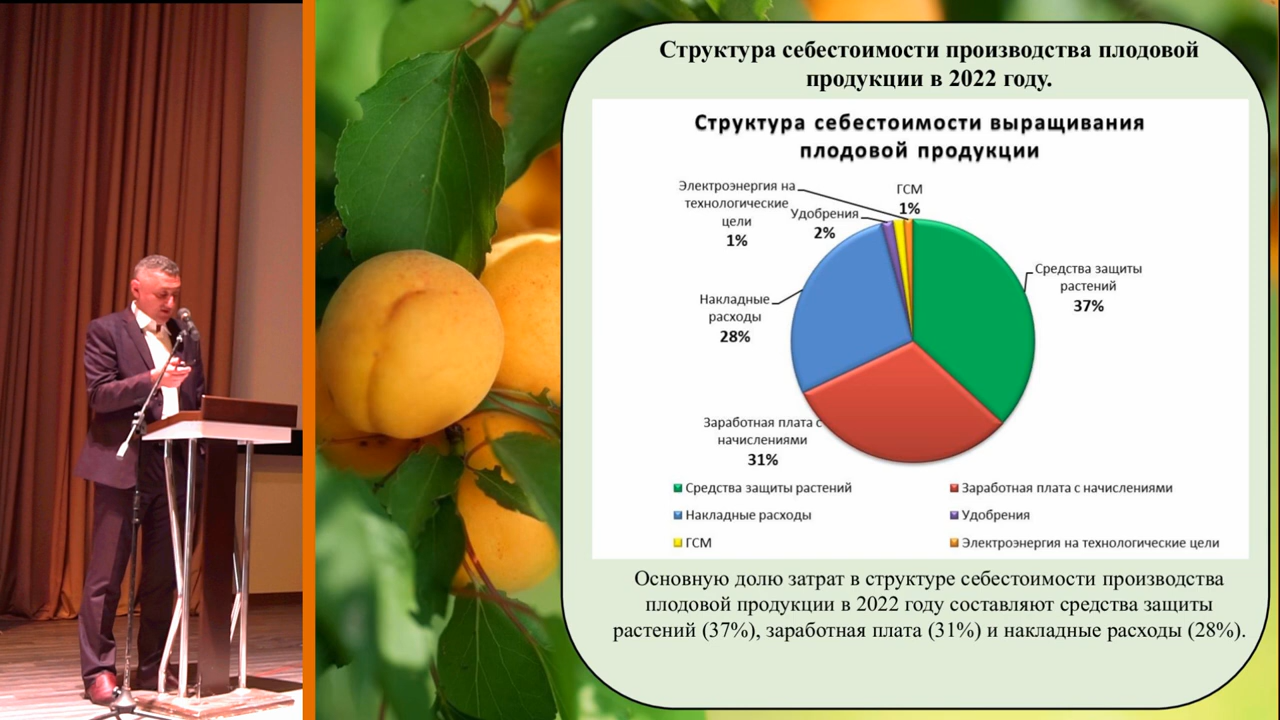 Структура себестоимости производства плодовой
продукции в 2022 году.
Структура себестоимости выращивания
плодовой продукции
Электроэнергия на
технологические
цели
1%
Удобрения
2%
ГСМ
1%
Средства защиты
растений
37%
Накладные
расходы
28%
Заработная плата с
начислениями
31%
Средства защиты растений
Заработная плата с начислениями
Накладные расходы
Удобрения
ГСМ
Электроэнергия на технологические цели
Основную долю затрат в структуре себестоимости производства
плодовой продукции в 2022 году составляют средства защиты
растений (37%), заработная плата (31%) и накладные расходы (28%).